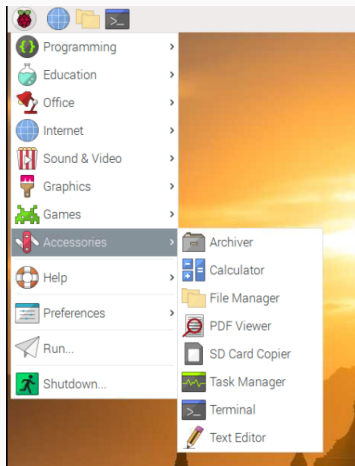 Programming
Education
Office
Internet
Sound & Video
Graphics
Games
Accessories
Help
Preferences
Run...
Shutdown...
Archiver
Calculator
File Manager
PDF Viewer
SD Card Copier
Task Manager
Terminal
Text Editor